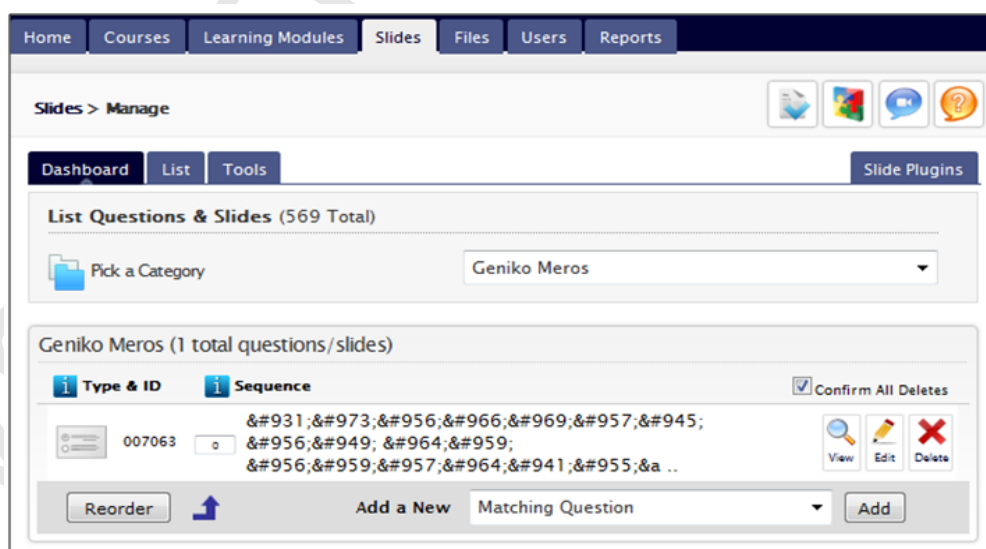 Home Courses Learning Modules Slides Files Users Reports
Slides > Manage
Dashboard List Tools Slide Plugins
List Questions & Slides (569 Total)
Pick a Category Geniko Meros
Geniko Meros (1 total questions/slides)
i Type & ID i Sequence Confirm All Deletes
&#931;&#973;&#956;&#966;&#969;&#957;&#945;
007063 0 &#956;&#949; &#964;&#959;
&#956;&#959;&#957;&#964;&#941;&#955;&a ..
View Edit Delete
Reorder Add a New Matching Question Add